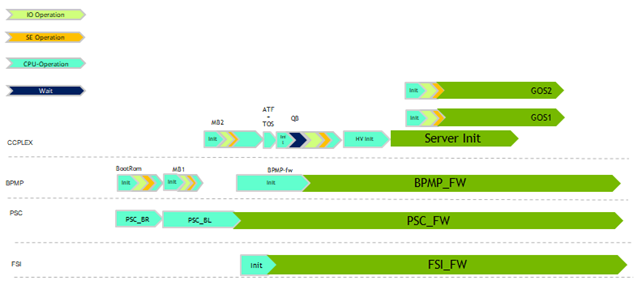 IO Operation
SE Operation
CPU-Operation
Wait
GOS2
Init
GOS1
Init
ATF
+
TOS
MB2
QB
CCPLEX
Init
HV Init
Server Init
BootRom
MB1
BPMP-fw
BPMP
Init
Init
Init
BPMP_FW
PSC
PSC_BR
PSC_BL
PSC_FW
FSI
Init
FSI_FW